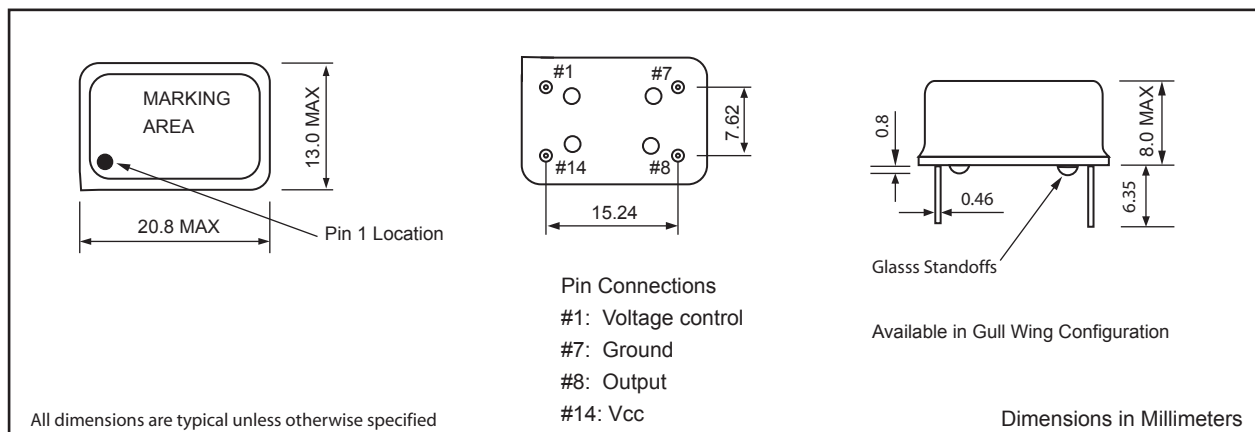 MARKING
AREA
13.0 MAX
20.8 MAX
Pin 1 Location
#1
#7
#14
#8
7.62
15.24
Pin Connections
#1: Voltage control
#7: Ground
#8: Output
#14: Vcc
0.8
8.0 MAX
0.46
6.35
Glasss Standoffs
Available in Gull Wing Configuration
All dimensions are typical unless otherwise specified
Dimensions in Millimeters